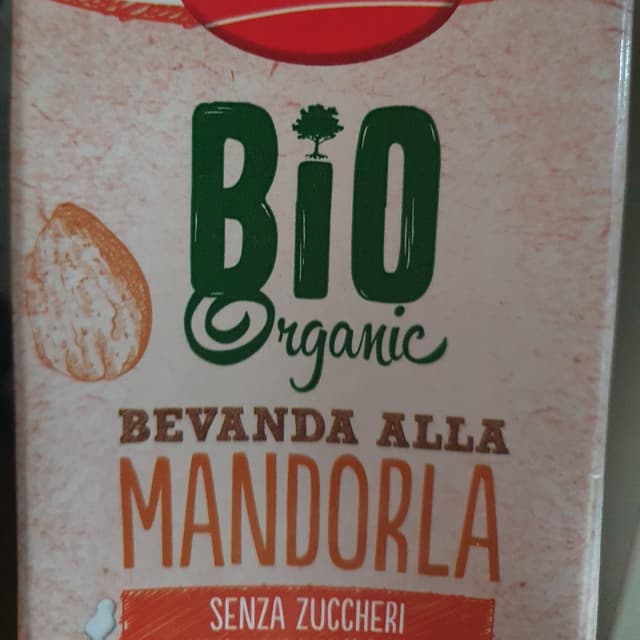 BiO
Organic
BEVANDA ALLA
MANDORLA
SENZA ZUCCHERI